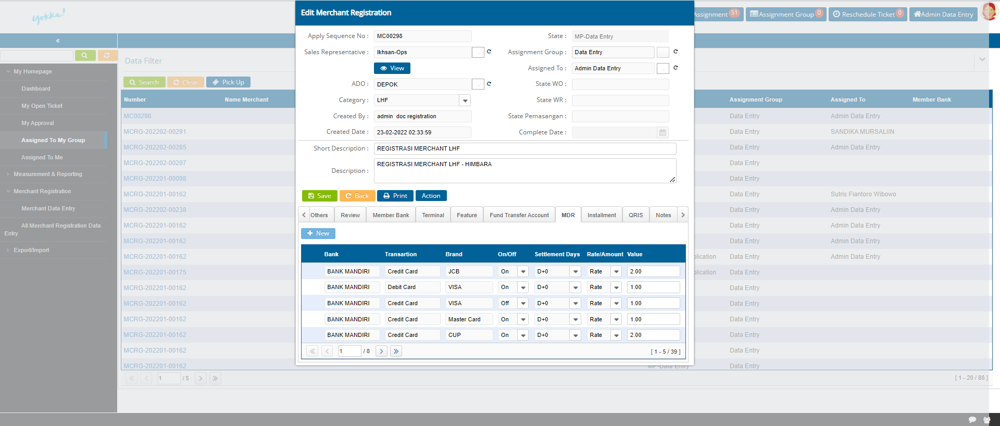 yokke!
Edit Merchant Registration
Assignment 51
Assignment Group 0
Reschedule Ticket 0
Admin Data Entry
Data Filter
Search Clear Pick Up
My Homepage
Dashboard
My Open Ticket
My Approval
Assigned To My Group
Assigned To Me
Measurement & Reporting
Merchant Registration
Merchant Data Entry
All Merchant Registration Data
Entry
Export/Import
Number Name Merchant Assignment Group Assigned To Member Bank
MC00298 Data Entry Admin Data Entry
MCRG-202202-00291 Data Entry SANDIKA MURSALIIN
MCRG-202202-00285 Data Entry Admin Data Entry
MCRG-202202-00207 Data Entry
MCRG-202201-00098 Data Entry
MCRG-202201-00162 Data Entry Sutris Fiantoro Wibowo
MCRG-202202-00238 Data Entry Admin Data Entry
MCRG-202201-00162 Data Entry Admin Data Entry
MCRG-202201-00162 Data Entry Admin Data Entry
MCRG-202201-00162 plication Data Entry Admin Data Entry
MCRG-202201-00175 plication Data Entry
MCRG-202201-00162 Data Entry
MCRG-202201-00162 Data Entry
MCRG-202201-00162 Data Entry
MCRG-202201-00162 Data Entry
MCRG-202201-00162 Data Entry
MCRG-202201-00162 MP-Data Entry Data Entry
1 / 5 [ 1 - 20 / 88 ]
Apply Sequence No : MC00298 State : MP-Data Entry
Sales Representative : Ikhsan-Ops Assignment Group : Data Entry
View Assigned To : Admin Data Entry
ADO : DEPOK State WO :
Category : LHF State WR :
Created By : admin doc registration State Pemasangan :
Created Date : 23-02-2022 02:33:59 Complete Date :
Short Description : REGISTRASI MERCHANT LHF
Description : REGISTRASI MERCHANT LHF - HIMBARA
Save Back Print Action
Others Review Member Bank Terminal Feature Fund Transfer Account MDR Installment QRIS Notes
New
Bank Transartion Brand On/Off Settlement Days Rate/Amount Value
BANK MANDIRI Credit Card JCB On D+0 Rate 2.00
BANK MANDIRI Debit Card VISA On D+0 Rate 1.00
BANK MANDIRI Credit Card VISA Off D+0 Rate 1.00
BANK MANDIRI Credit Card Master Card On D+0 Rate 1.00
BANK MANDIRI Credit Card CUP On D+0 Rate 2.00
1 / 8 [ 1 - 5 / 39 ]